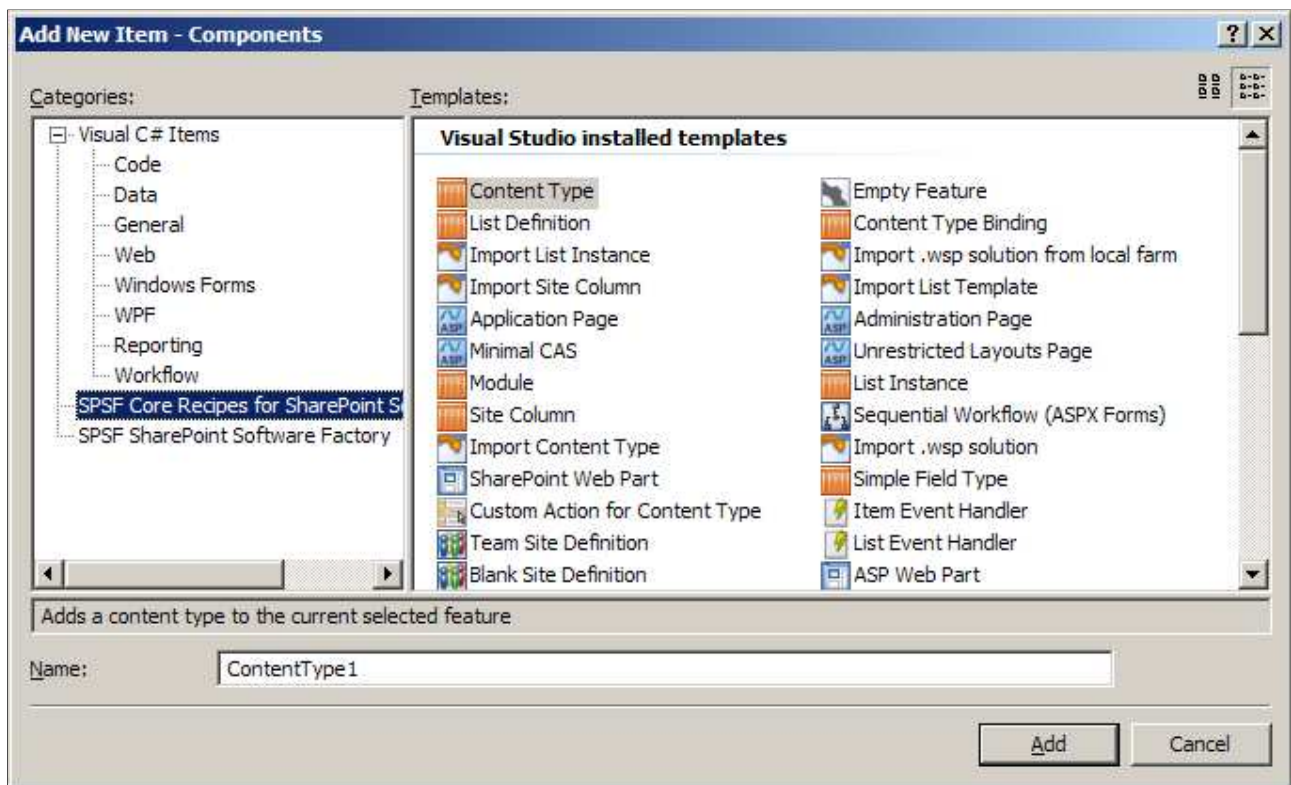 Add New Item - Components
Categories:
Templates:
Visual C# Items
Code
Data
General
Web
Windows Forms
WPF
Reporting
Workflow
SPSF Core Recipes for SharePoint S
SPSF SharePoint Software Factory
Visual Studio installed templates
Content Type
Empty Feature
List Definition
Content Type Binding
Import List Instance
Import .wsp solution from local farm
Import Site Column
Import List Template
Application Page
Administration Page
Minimal CAS
Unrestricted Layouts Page
Module
List Instance
Site Column
Sequential Workflow (ASPX Forms)
Import Content Type
Import .wsp solution
SharePoint Web Part
Simple Field Type
Custom Action for Content Type
Item Event Handler
Team Site Definition
List Event Handler
Blank Site Definition
ASP Web Part
Adds a content type to the current selected feature
Name:
ContentType1
Add
Cancel